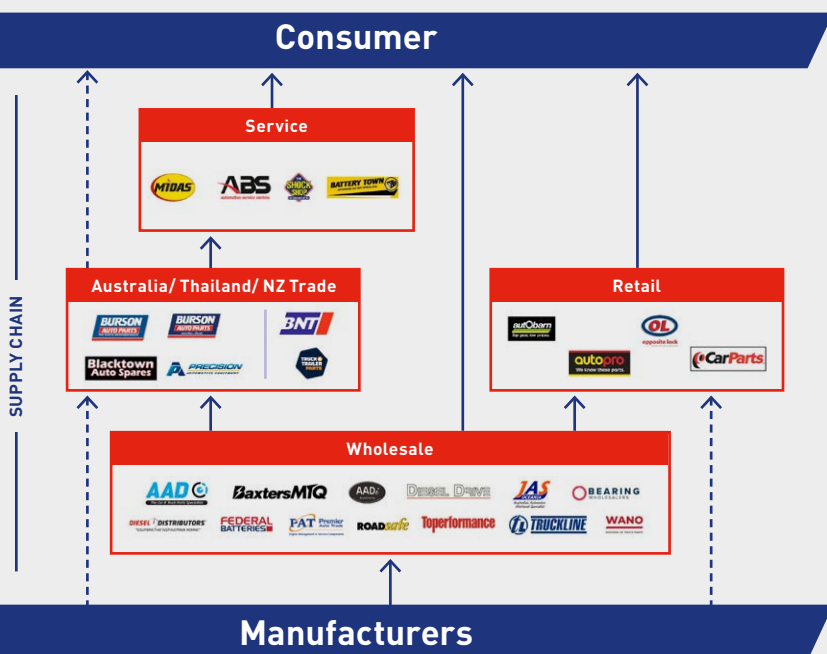 Consumer
SUPPLY CHAIN
Service
MIDAS
ABS
automotive service centres
THE
SHOCK
SHOP
BATTERY TOWN
Australia/ Thailand/ NZ Trade
BURSON
AUTO PARTS
BURSON
AUTO PARTS
BNT
Blacktown
Auto Spares
PRECISION
AUTOMOTIVE EQUIPMENT
TRUCK &
TRAILER
PARTS
Retail
autobarn
OL
opposite lock
autopro
We know these parts.
CarParts
Wholesale
AAD
BaxtersMTQ
AAD
DIESEL DRIVE
JAS
OCEANIA
BEARING
WHOLESALERS
DIESEL DISTRIBUTORS
FEDERAL
BATTERIES
PAT Premier
Auto Trade
ROADsafe
Toperformance
TRUCKLINE
WANO
Manufacturers